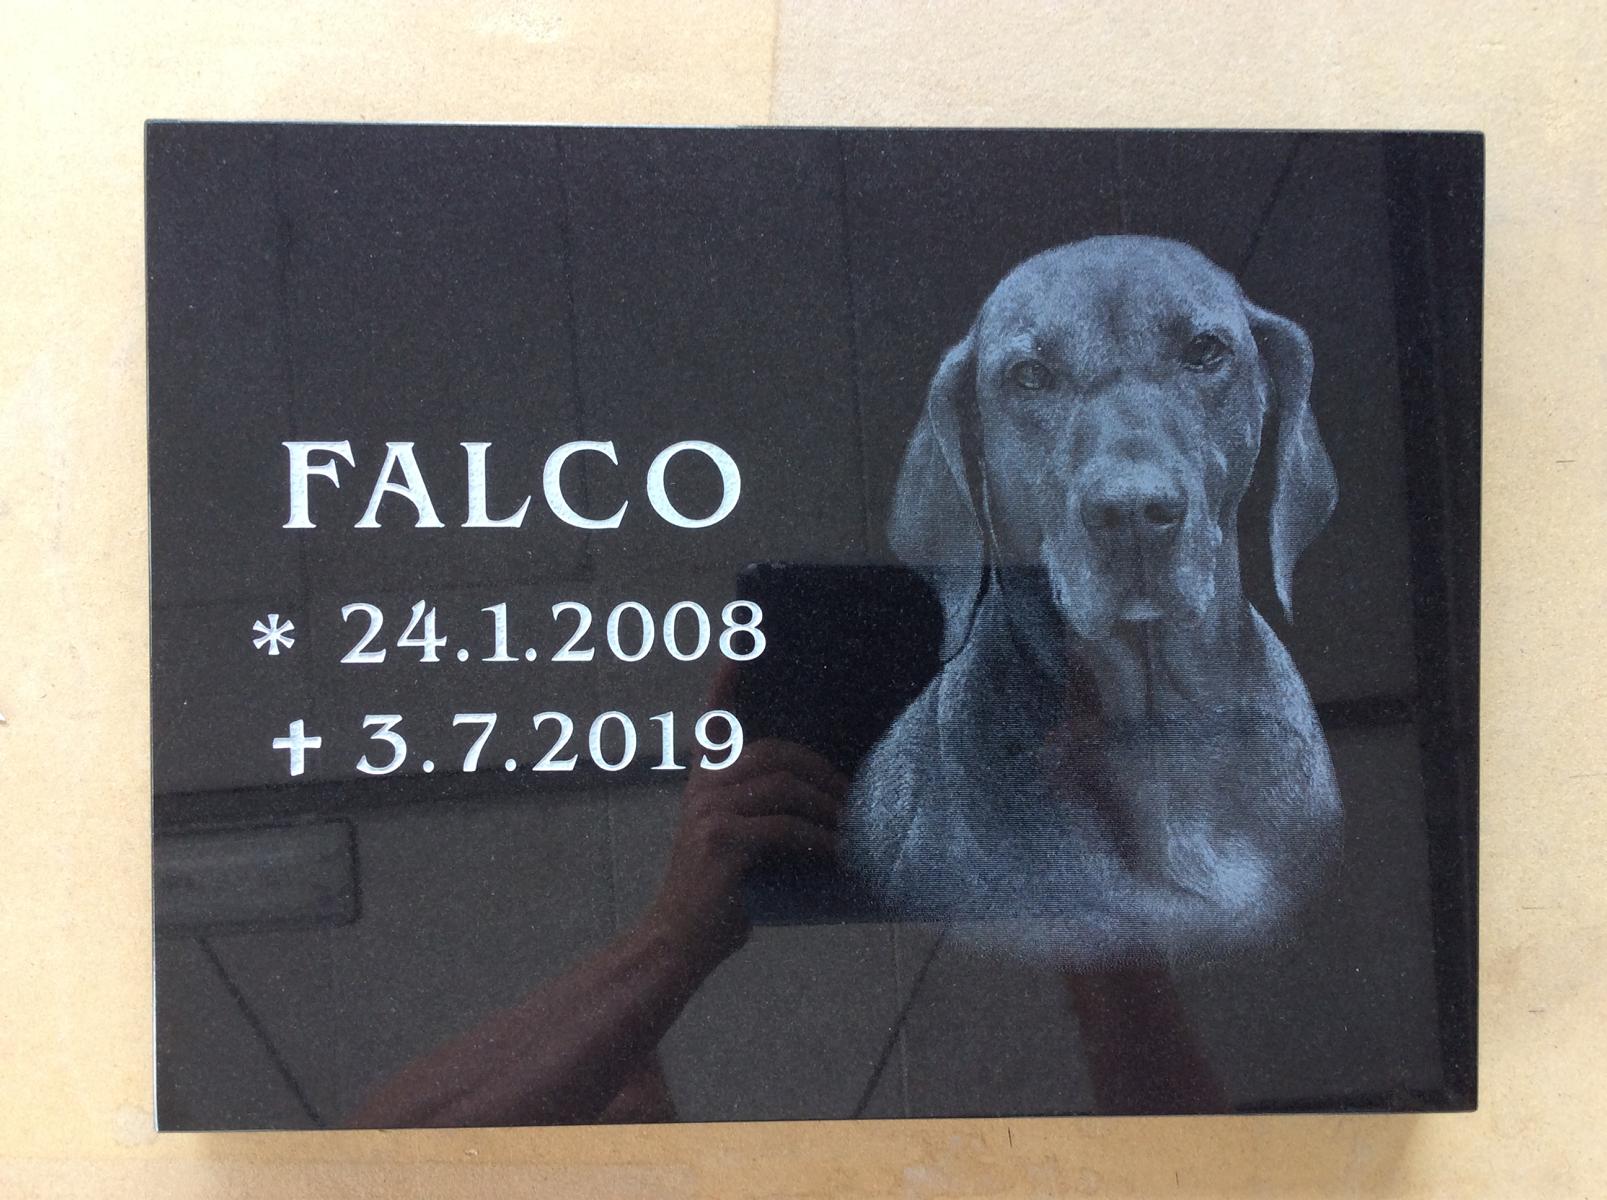 FALCO
* 24.1.2008
✝ 3.7.2019